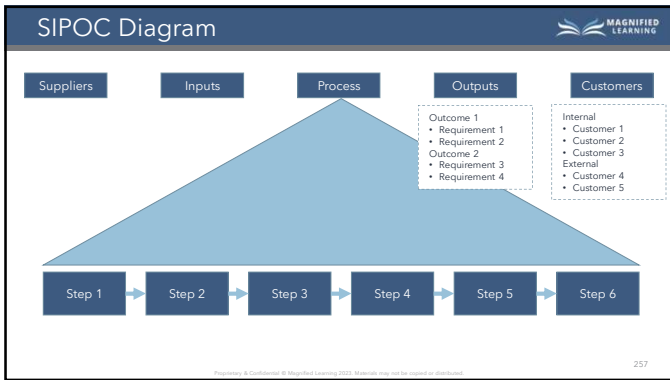 SIPOC Diagram
MAGNIFIED
LEARNING
Suppliers
Inputs
Process
Outputs
Customers
Outcome 1
• Requirement 1
• Requirement 2
Outcome 2
• Requirement 3
• Requirement 4
Internal
• Customer 1
• Customer 2
• Customer 3
External
• Customer 4
• Customer 5
Step 1
Step 2
Step 3
Step 4
Step 5
Step 6
257
Proprietary & Confidential © Magnified Learning 2023. Materials may not be copied or distributed.